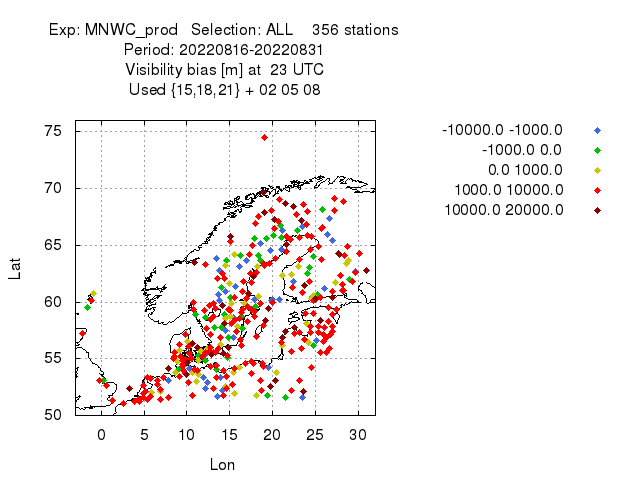 Exp: MNWC_prod Selection: ALL 356 stations
Period: 20220816-20220831
Visibility bias [m] at 23 UTC
Used {15,18,21} + 02 05 08
-10000.0 -1000.0
-1000.0 0.0
0.0 1000.0
1000.0 10000.0
10000.0 20000.0
75
70
65
60
55
50
Lat
0 5 10 15 20 25 30
Lon